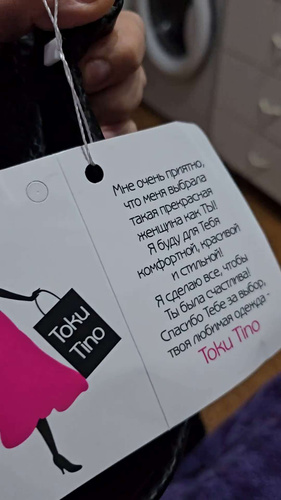 Мне очень приятно,
что меня выбрала
такая прекрасная
женщина как ТЫ!
Я буду для Тебя
комфортной, красивой
и стильной!
Я сделаю все, чтобы
Ты была счастлива!
Спасибо Тебе за выбор,
твоя любимая одежда -
Toku Tino
Toku
Tino